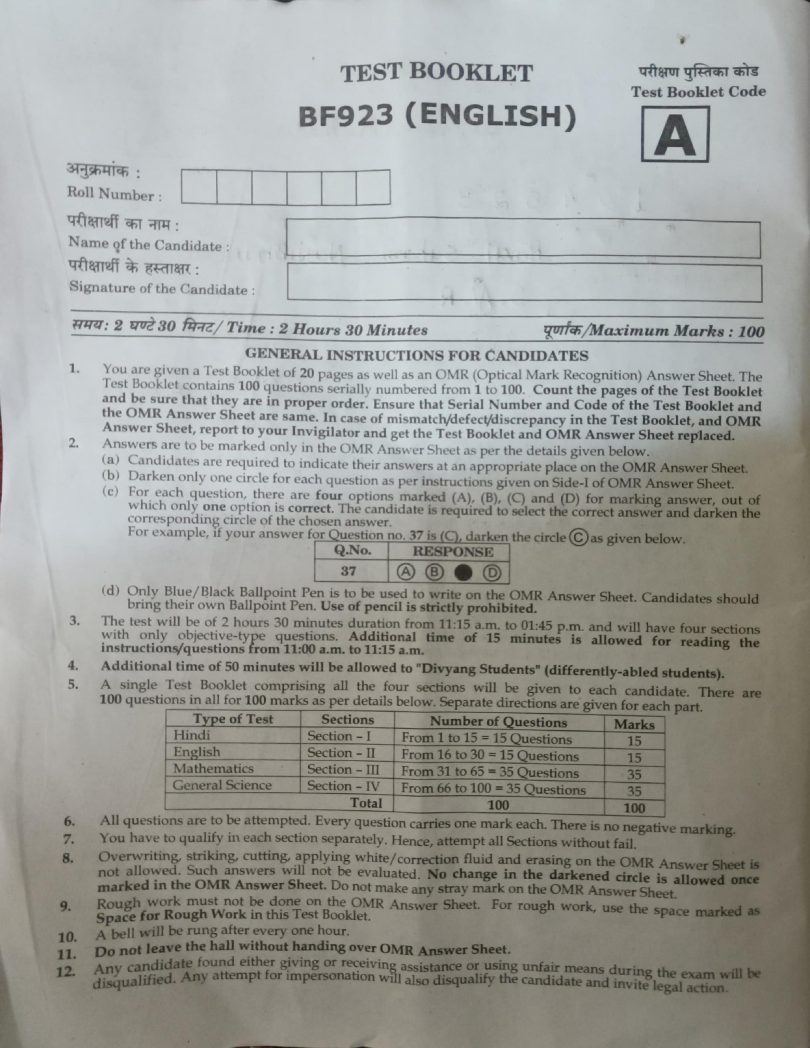 TEST BOOKLET
परीक्षण पुस्तिका कोड
Test Booklet Code
BF923 (ENGLISH)
A
अनुक्रमांक :
Roll Number :
परीक्षार्थी का नाम :
Name of the Candidate :
परीक्षार्थी के हस्ताक्षर :
Signature of the Candidate :
समय: 2 घण्टे 30 मिनट/ Time : 2 Hours 30 Minutes पूर्णांक/Maximum Marks : 100
GENERAL INSTRUCTIONS FOR CANDIDATES
1. You are given a Test Booklet of 20 pages as well as an OMR (Optical Mark Recognition) Answer Sheet. The
Test Booklet contains 100 questions serially numbered from 1 to 100. Count the pages of the Test Booklet
and be sure that they are in proper order. Ensure that Serial Number and Code of the Test Booklet and
the OMR Answer Sheet are same. In case of mismatch/defect/discrepancy in the Test Booklet, and OMR
Answer Sheet, report to your Invigilator and get the Test Booklet and OMR Answer Sheet replaced.
2. Answers are to be marked only in the OMR Answer Sheet as per the details given below.
(a) Candidates are required to indicate their answers at an appropriate place on the OMR Answer Sheet.
(b) Darken only one circle for each question as per instructions given on Side-I of OMR Answer Sheet.
(c) For each question, there are four options marked (A), (B), (C) and (D) for marking answer, out of
which only one option is correct. The candidate is required to select the correct answer and darken the
corresponding circle of the chosen answer.
For example, if your answer for Question no. 37 is (C), darken the circle Ⓒ as given below.
Q.No. RESPONSE
37 Ⓐ Ⓑ ● Ⓓ
(d) Only Blue/Black Ballpoint Pen is to be used to write on the OMR Answer Sheet. Candidates should
bring their own Ballpoint Pen. Use of pencil is strictly prohibited.
3. The test will be of 2 hours 30 minutes duration from 11:15 a.m. to 01:45 p.m. and will have four sections
with only objective-type questions. Additional time of 15 minutes is allowed for reading the
instructions/questions from 11:00 a.m. to 11:15 a.m.
4. Additional time of 50 minutes will be allowed to "Divyang Students" (differently-abled students).
5. A single Test Booklet comprising all the four sections will be given to each candidate. There are
100 questions in all for 100 marks as per details below. Separate directions are given for each part.
Type of Test Sections Number of Questions Marks
Hindi Section – I From 1 to 15 = 15 Questions 15
English Section – II From 16 to 30 = 15 Questions 15
Mathematics Section – III From 31 to 65 = 35 Questions 35
General Science Section – IV From 66 to 100 = 35 Questions 35
Total 100 100
6. All questions are to be attempted. Every question carries one mark each. There is no negative marking.
7. You have to qualify in each section separately. Hence, attempt all Sections without fail.
8. Overwriting, striking, cutting, applying white/correction fluid and erasing on the OMR Answer Sheet is
not allowed. Such answers will not be evaluated. No change in the darkened circle is allowed once
marked in the OMR Answer Sheet. Do not make any stray mark on the OMR Answer Sheet.
9. Rough work must not be done on the OMR Answer Sheet. For rough work, use the space marked as
Space for Rough Work in this Test Booklet.
10. A bell will be rung after every one hour.
11. Do not leave the hall without handing over OMR Answer Sheet.
12. Any candidate found either giving or receiving assistance or using unfair means during the exam will be
disqualified. Any attempt for impersonation will also disqualify the candidate and invite legal action.